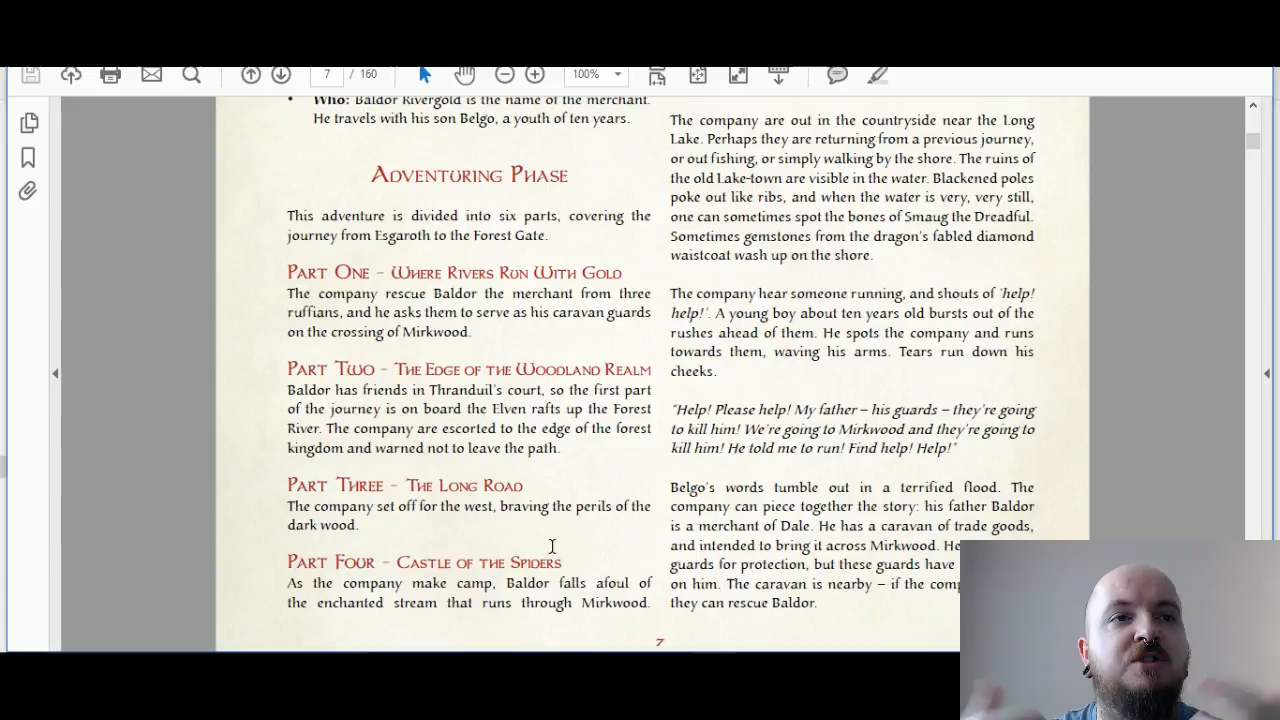 7 / 160
100%
• Who: Baldor Rivergold is the name of the merchant.
He travels with his son Belgo, a youth of ten years.
Adventuring Phase
This adventure is divided into six parts, covering the
journey from Esgaroth to the Forest Gate.
Part One – Where Rivers Run With Gold
The company rescue Baldor the merchant from three
ruffians, and he asks them to serve as his caravan guards
on the crossing of Mirkwood.
Part Two – The Edge of the Woodland Realm
Baldor has friends in Thranduil's court, so the first part
of the journey is on board the Elven rafts up the Forest
River. The company are escorted to the edge of the forest
kingdom and warned not to leave the path.
Part Three – The Long Road
The company set off for the west, braving the perils of the
dark wood.
Part Four – Castle of the Spiders
As the company make camp, Baldor falls afoul of
the enchanted stream that runs through Mirkwood.
The company are out in the countryside near the Long
Lake. Perhaps they are returning from a previous journey,
or out fishing, or simply walking by the shore. The ruins of
the old Lake-town are visible in the water. Blackened poles
poke out like ribs, and when the water is very, very still,
one can sometimes spot the bones of Smaug the Dreadful.
Sometimes gemstones from the dragon's fabled diamond
waistcoat wash up on the shore.
The company hear someone running, and shouts of 'help!
help!'. A young boy about ten years old bursts out of the
rushes ahead of them. He spots the company and runs
towards them, waving his arms. Tears run down his
cheeks.
"Help! Please help! My father – his guards – they're going
to kill him! We're going to Mirkwood and they're going to
kill him! He told me to run! Find help! Help!"
Belgo's words tumble out in a terrified flood. The
company can piece together the story: his father Baldor
is a merchant of Dale. He has a caravan of trade goods,
and intended to bring it across Mirkwood. He
guards for protection, but these guards have
on him. The caravan is nearby – if the comp
they can rescue Baldor.
7